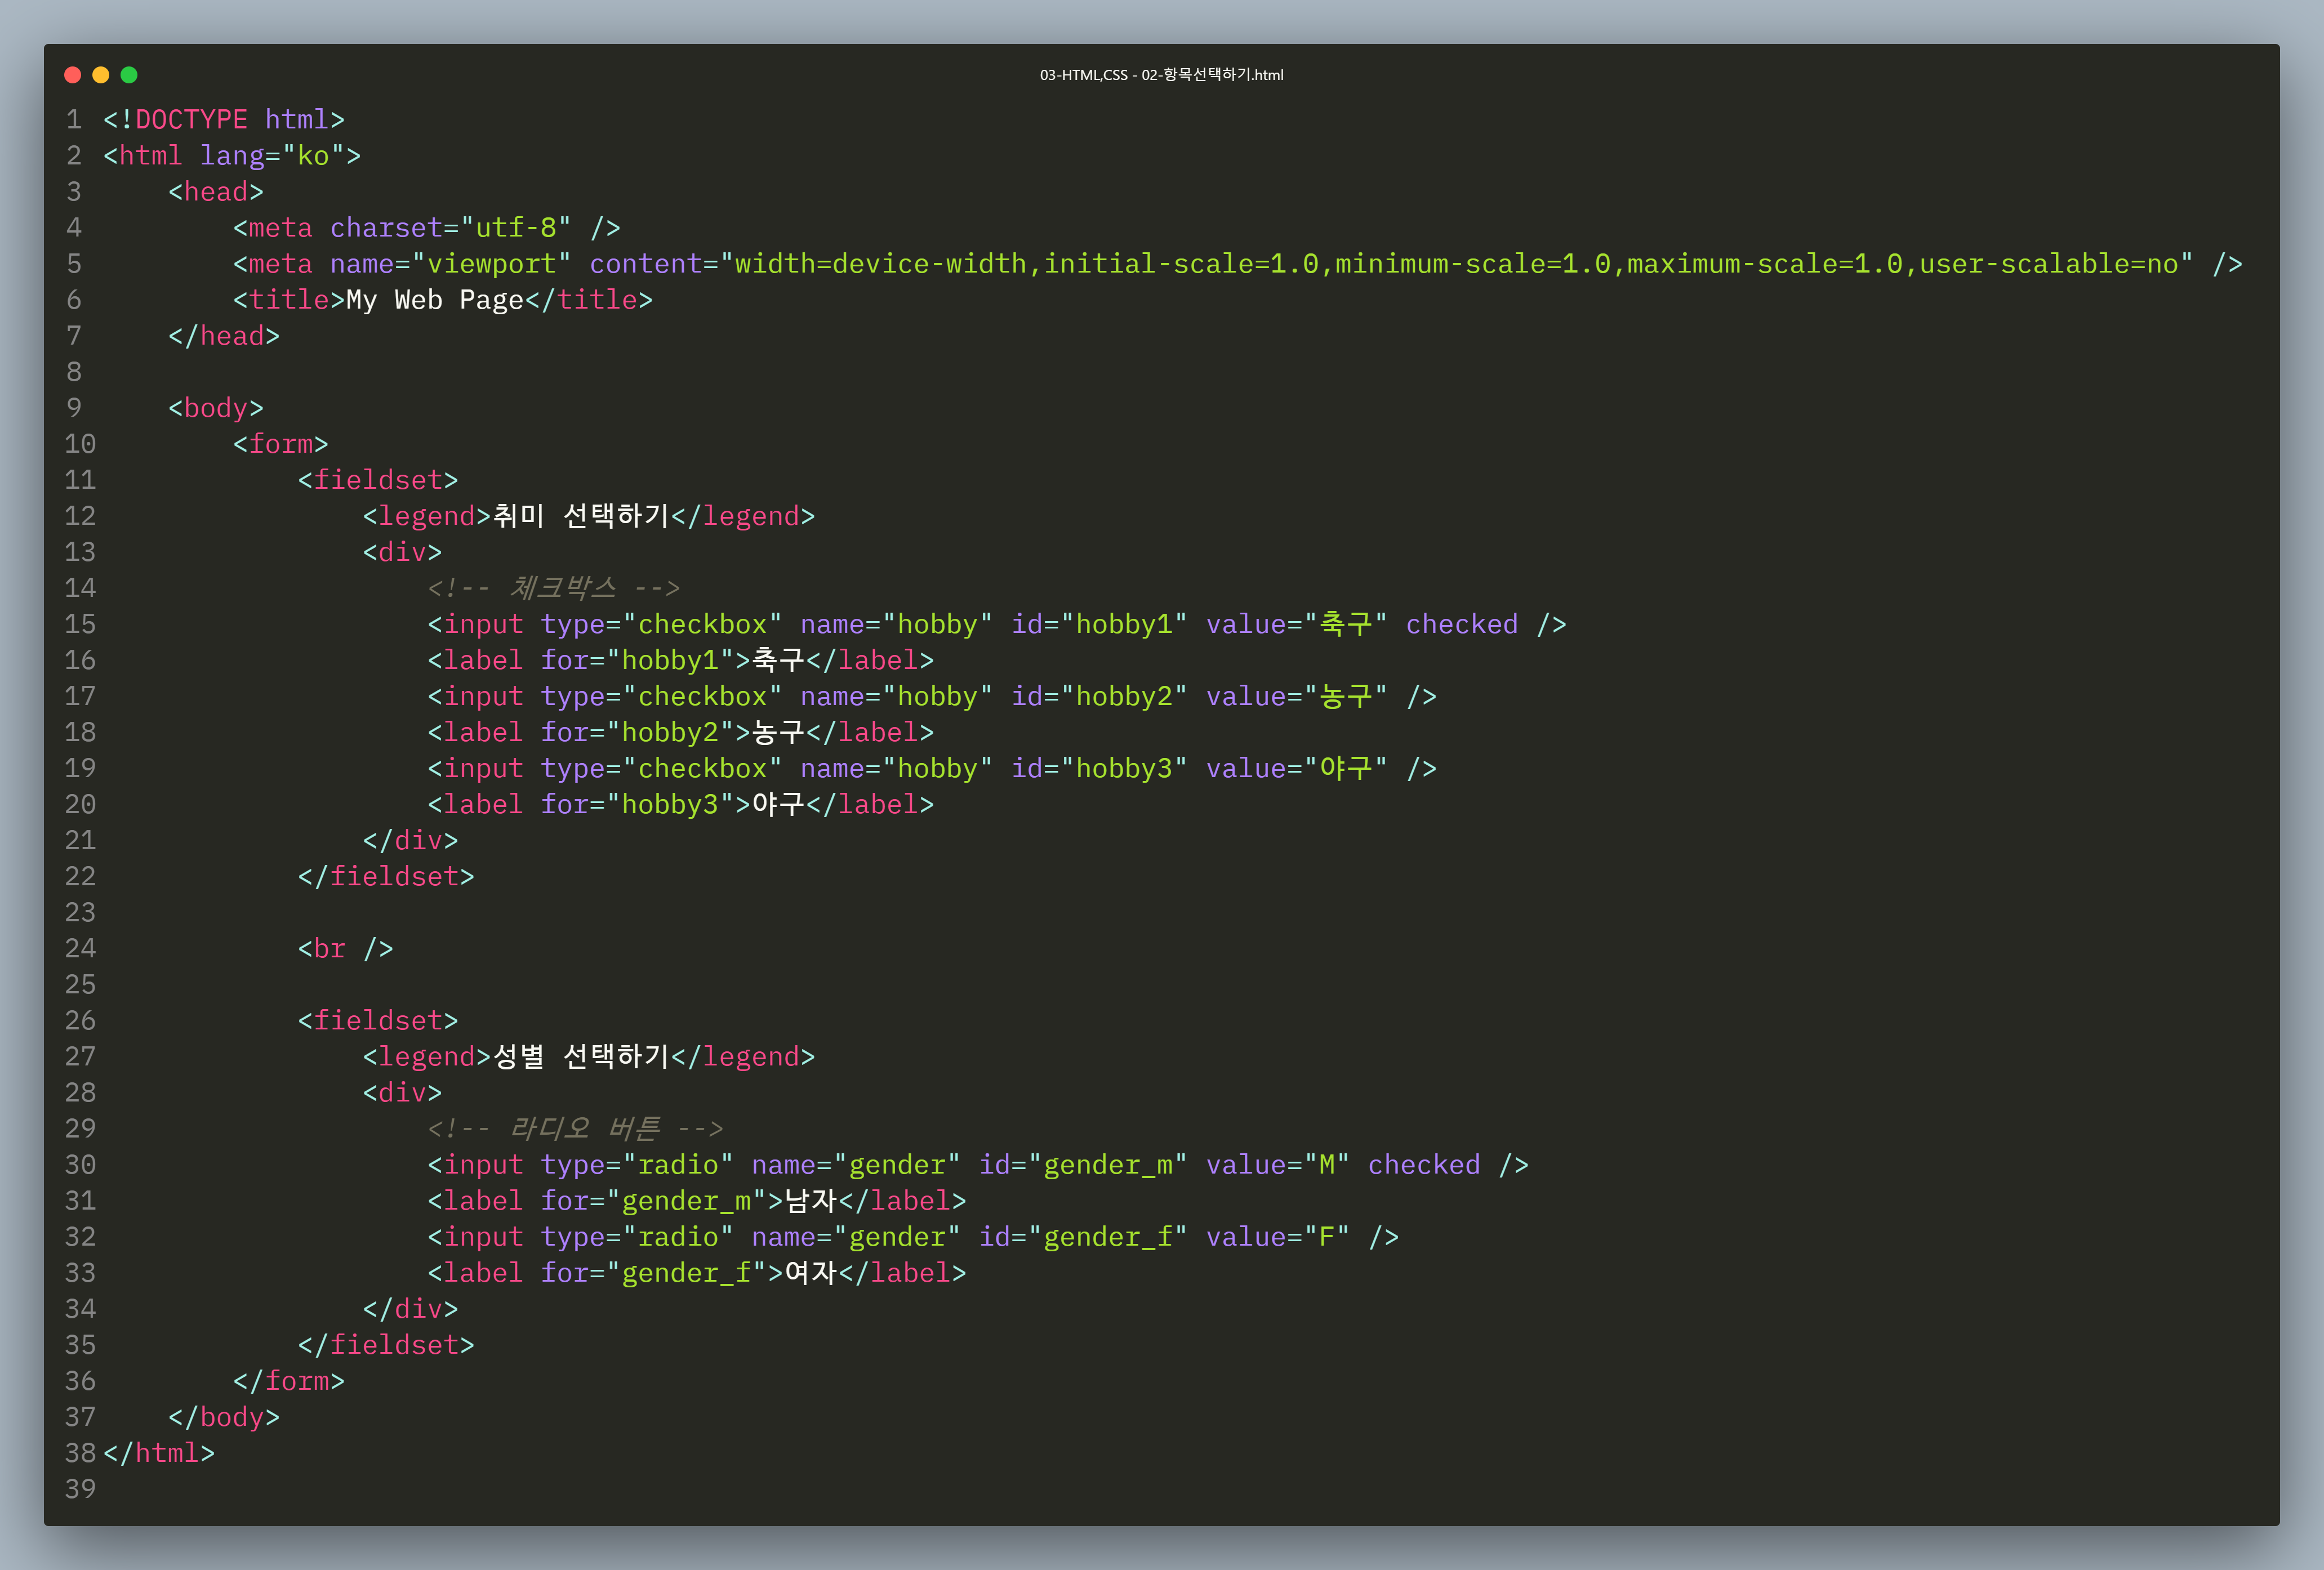 03-HTML,CSS - 02-항목선택하기.html
1 <!DOCTYPE html>
2 <html lang="ko">
3     <head>
4         <meta charset="utf-8" />
5         <meta name="viewport" content="width=device-width,initial-scale=1.0,minimum-scale=1.0,maximum-scale=1.0,user-scalable=no" />
6         <title>My Web Page</title>
7     </head>
8
9     <body>
10         <form>
11             <fieldset>
12                 <legend>취미 선택하기</legend>
13                 <div>
14                     <!-- 체크박스 -->
15                     <input type="checkbox" name="hobby" id="hobby1" value="축구" checked />
16                     <label for="hobby1">축구</label>
17                     <input type="checkbox" name="hobby" id="hobby2" value="농구" />
18                     <label for="hobby2">농구</label>
19                     <input type="checkbox" name="hobby" id="hobby3" value="야구" />
20                     <label for="hobby3">야구</label>
21                 </div>
22             </fieldset>
23
24             <br />
25
26             <fieldset>
27                 <legend>성별 선택하기</legend>
28                 <div>
29                     <!-- 라디오 버튼 -->
30                     <input type="radio" name="gender" id="gender_m" value="M" checked />
31                     <label for="gender_m">남자</label>
32                     <input type="radio" name="gender" id="gender_f" value="F" />
33                     <label for="gender_f">여자</label>
34                 </div>
35             </fieldset>
36         </form>
37     </body>
38 </html>
39